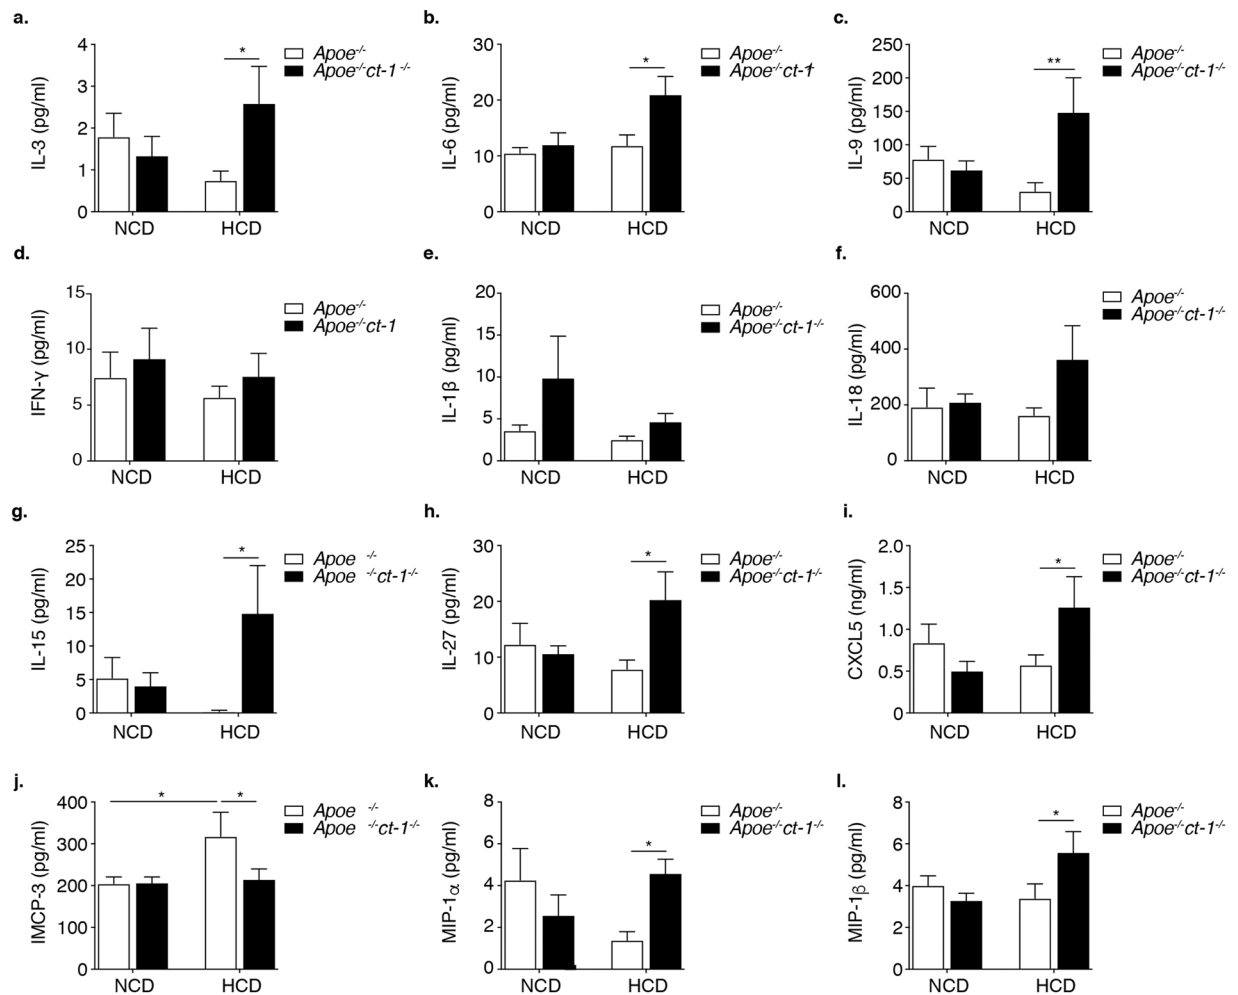 a.
4
3
2
1
0
IL-3 (pg/ml)
*
NCD
HCD
Apoe-/-
Apoe-/-ct-1 -/-
b.
30
20
10
0
IL-6 (pg/ml)
*
NCD
HCD
Apoe-/-
Apoe-/-ct-1
c.
250
200
150
100
50
0
IL-9 (pg/ml)
**
NCD
HCD
Apoe-/-
Apoe-/-ct-1-/-
d.
15
10
5
0
IFN-γ (pg/ml)
NCD
HCD
Apoe-/-
Apoe-/-ct-1
e.
20
15
10
5
0
IL-1β (pg/ml)
NCD
HCD
Apoe-/-
Apoe-/-ct-1-/-
f.
600
400
200
0
IL-18 (pg/ml)
NCD
HCD
Apoe-/-
Apoe-/-ct-1-/-
g.
25
20
15
10
5
0
IL-15 (pg/ml)
*
NCD
HCD
Apoe -/-
Apoe -/-ct-1-/-
h.
30
20
10
0
IL-27 (pg/ml)
*
NCD
HCD
Apoe-/-
Apoe-/-ct-1-/-
i.
2.0
1.5
1.0
0.5
0
CXCL5 (ng/ml)
*
NCD
HCD
Apoe-/-
Apoe-/-ct-1-/-
j.
400
300
200
100
0
IMCP-3 (pg/ml)
*
*
NCD
HCD
Apoe -/-
Apoe -/-ct-1-/-
k.
8
6
4
2
0
MIP-1α (pg/ml)
*
NCD
HCD
Apoe-/-
Apoe-/-ct-1-/-
l.
8
6
4
2
0
MIP-1β (pg/ml)
*
NCD
HCD
Apoe-/-
Apoe-/-ct-1-/-